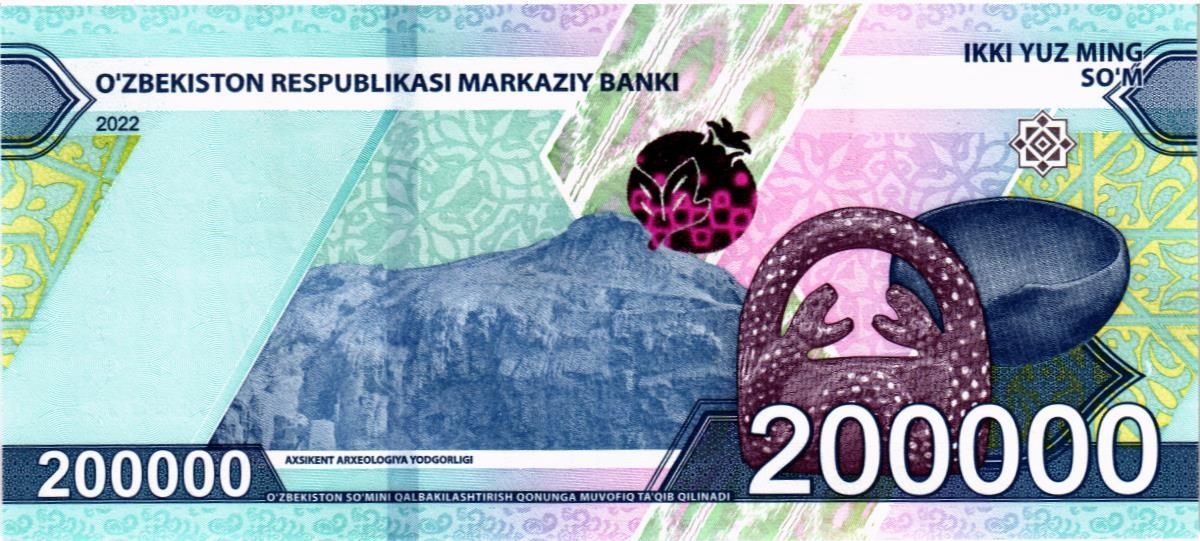 O'ZBEKISTON RESPUBLIKASI MARKAZIY BANKI
IKKI YUZ MING
SO'M
2022
200000
AXSIKENT ARXEOLOGIYA YODGORLIGI
O'ZBEKISTON SO'MINI QALBAKILASHTIRISH QONUNGA MUVOFIQ TA'QIB QILINADI
200000